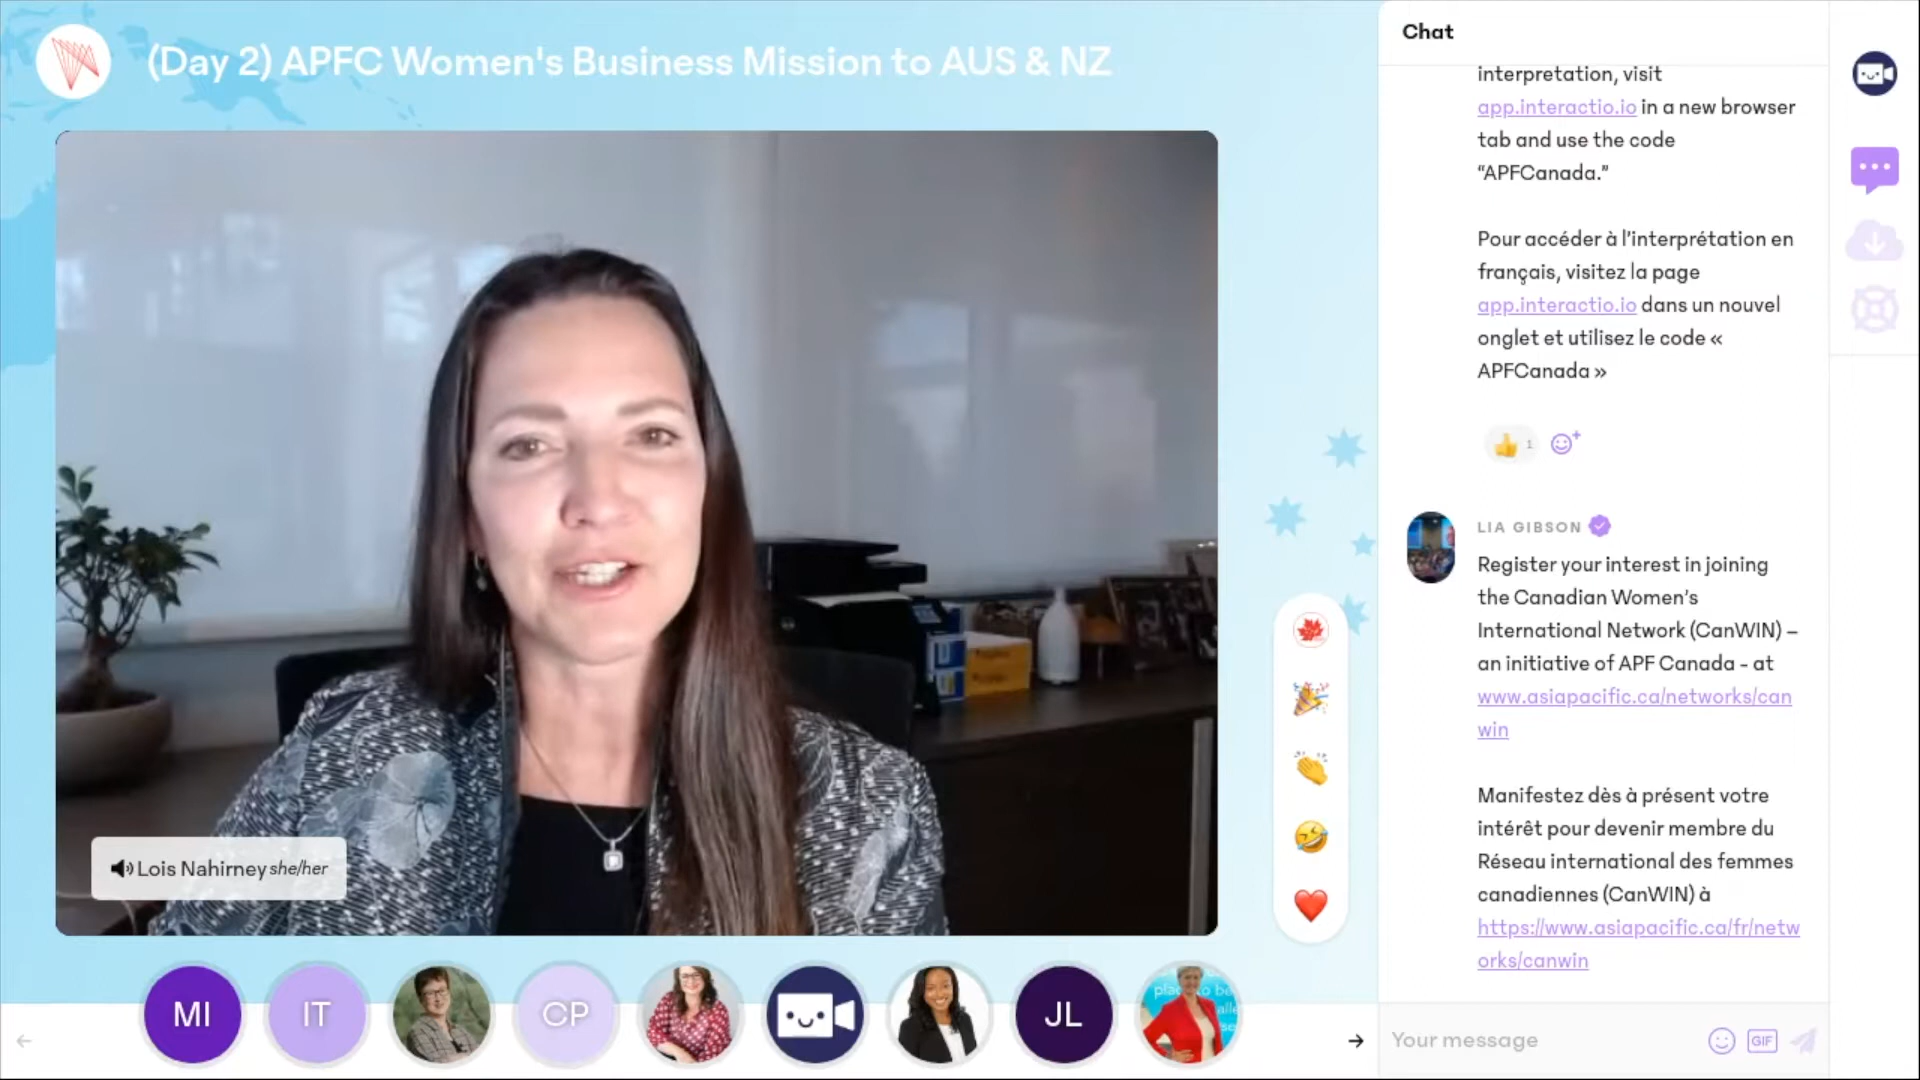 (Day 2) APFC Women's Business Mission to AUS & NZ
Lois Nahirney she/her
MI
IT
CP
JL
Chat
interpretation, visit
app.interactio.io in a new browser
tab and use the code
“APFCanada.”
Pour accéder à l’interprétation en
français, visitez la page
app.interactio.io dans un nouvel
onglet et utilisez le code «
APFCanada »
1
LIA GIBSON
Register your interest in joining
the Canadian Women’s
International Network (CanWIN) –
an initiative of APF Canada - at
www.asiapacific.ca/networks/can
win
Manifestez dès à présent votre
intérêt pour devenir membre du
Réseau international des femmes
canadiennes (CanWIN) à
https://www.asiapacific.ca/fr/netw
orks/canwin
Your message
GIF